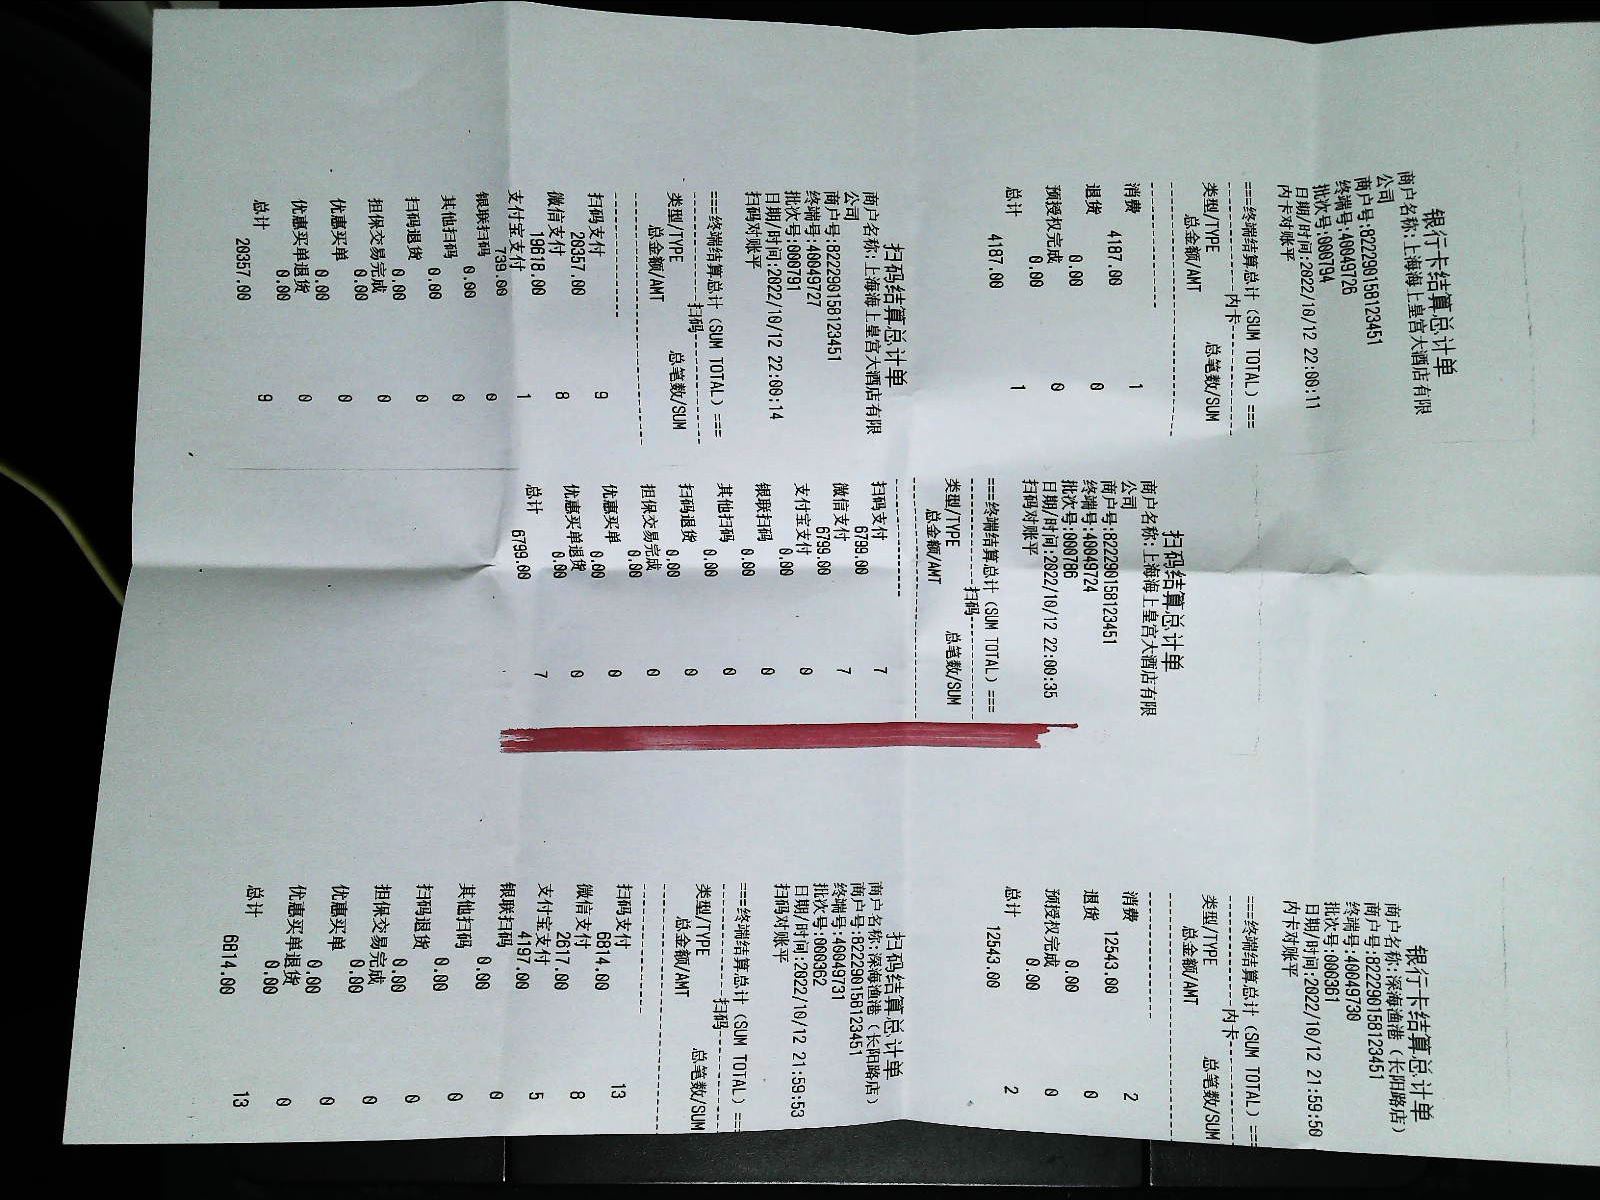 银行卡结算总计单
商户名称:上海海上皇宫大酒店有限
公司
商户号:822290158123451
终端号:40049726
批次号:000794
日期/时间:2022/10/12 22:00:11
内卡对账平
===终端结算总计(SUM TOTAL)===
----------内卡----------
类型/TYPE 总笔数/SUM
总金额/AMT
消费 1
4187.00
退货 0
0.00
预授权完成 0
0.00
总计 1
4187.00
扫码结算总计单
商户名称:上海海上皇宫大酒店有限
公司
商户号:822290158123451
终端号:40049727
批次号:000791
日期/时间:2022/10/12 22:00:14
扫码对账平
===终端结算总计(SUM TOTAL)===
----------扫码----------
类型/TYPE 总笔数/SUM
总金额/AMT
扫码支付 9
20357.00
微信支付 8
19618.00
支付宝支付 1
739.00
银联扫码 0
0.00
其他扫码 0
0.00
扫码退货 0
0.00
担保交易完成 0
0.00
优惠买单 0
0.00
优惠买单退货 0
0.00
总计 9
20357.00
扫码结算总计单
商户名称:上海海上皇宫大酒店有限
公司
商户号:822290158123451
终端号:40049724
批次号:000786
日期/时间:2022/10/12 22:00:35
扫码对账平
===终端结算总计(SUM TOTAL)===
----------扫码----------
类型/TYPE 总笔数/SUM
总金额/AMT
扫码支付 7
6799.00
微信支付 7
6799.00
支付宝支付 0
0.00
银联扫码 0
0.00
其他扫码 0
0.00
扫码退货 0
0.00
担保交易完成 0
0.00
优惠买单 0
0.00
优惠买单退货 0
0.00
总计 7
6799.00
银行卡结算总计单
商户名称:深海渔港(长阳路店)
商户号:822290158123451
终端号:40049730
批次号:000361
日期/时间:2022/10/12 21:59:50
内卡对账平
===终端结算总计(SUM TOTAL)===
----------内卡----------
类型/TYPE 总笔数/SUM
总金额/AMT
消费 2
12543.00
退货 0
0.00
预授权完成 0
0.00
总计 2
12543.00
扫码结算总计单
商户名称:深海渔港(长阳路店)
商户号:822290158123451
终端号:40049731
批次号:000362
日期/时间:2022/10/12 21:59:53
扫码对账平
===终端结算总计(SUM TOTAL)===
----------扫码----------
类型/TYPE 总笔数/SUM
总金额/AMT
扫码支付 13
6814.00
微信支付 8
2617.00
支付宝支付 5
4197.00
银联扫码 0
0.00
其他扫码 0
0.00
扫码退货 0
0.00
担保交易完成 0
0.00
优惠买单 0
0.00
优惠买单退货 0
0.00
总计 13
6814.00